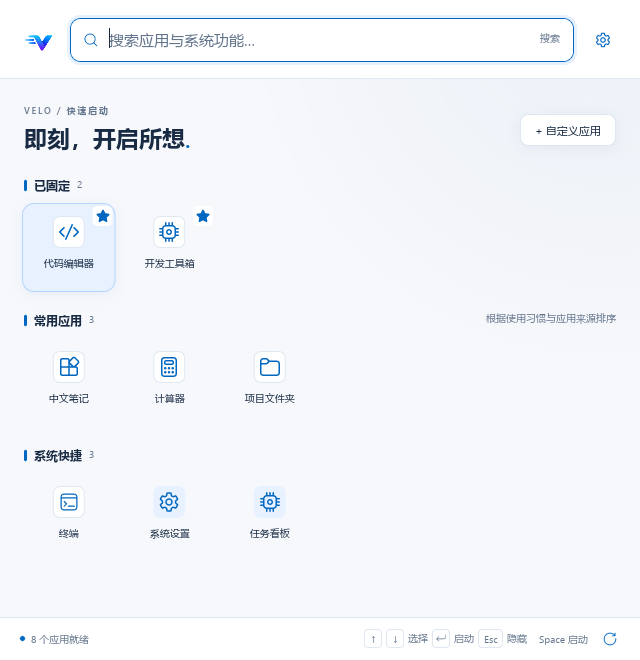 搜索应用与系统功能... 搜索
VELO / 快速启动
即刻，开启所想.
+ 自定义应用
已固定 2
代码编辑器 开发工具箱
常用应用 3 根据使用习惯与应用来源排序
中文笔记 计算器 项目文件夹
系统快捷 3
终端 系统设置 任务看板
8 个应用就绪 ↑ ↓ 选择 ↵ 启动 Esc 隐藏 Space 启动